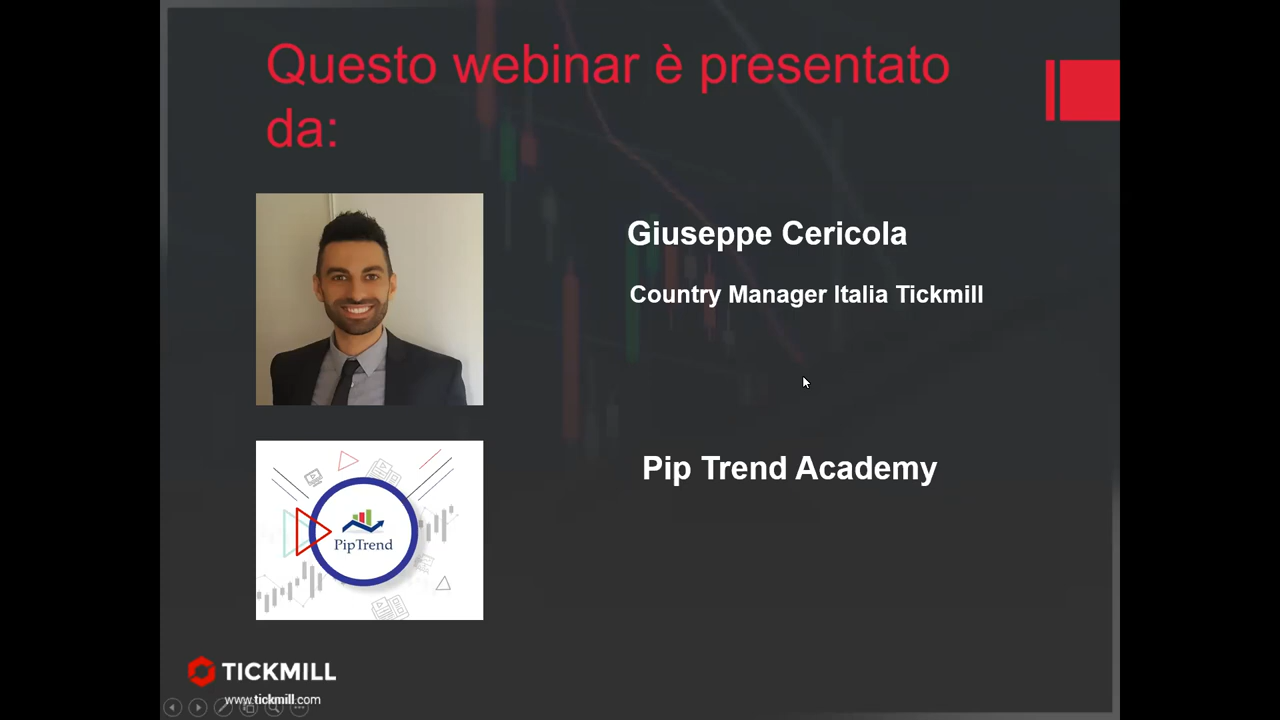 Questo webinar è presentato
da:
Giuseppe Cericola
Country Manager Italia Tickmill
Pip Trend Academy
PipTrend
TICKMILL
www.tickmill.com